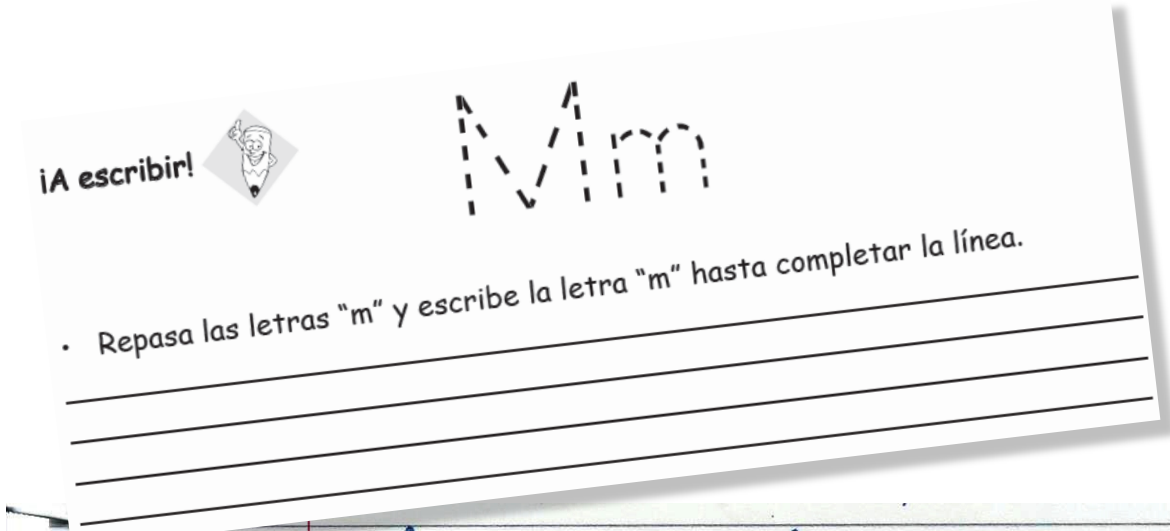 ¡A escribir!
Mm
• Repasa las letras "m" y escribe la letra "m" hasta completar la línea.